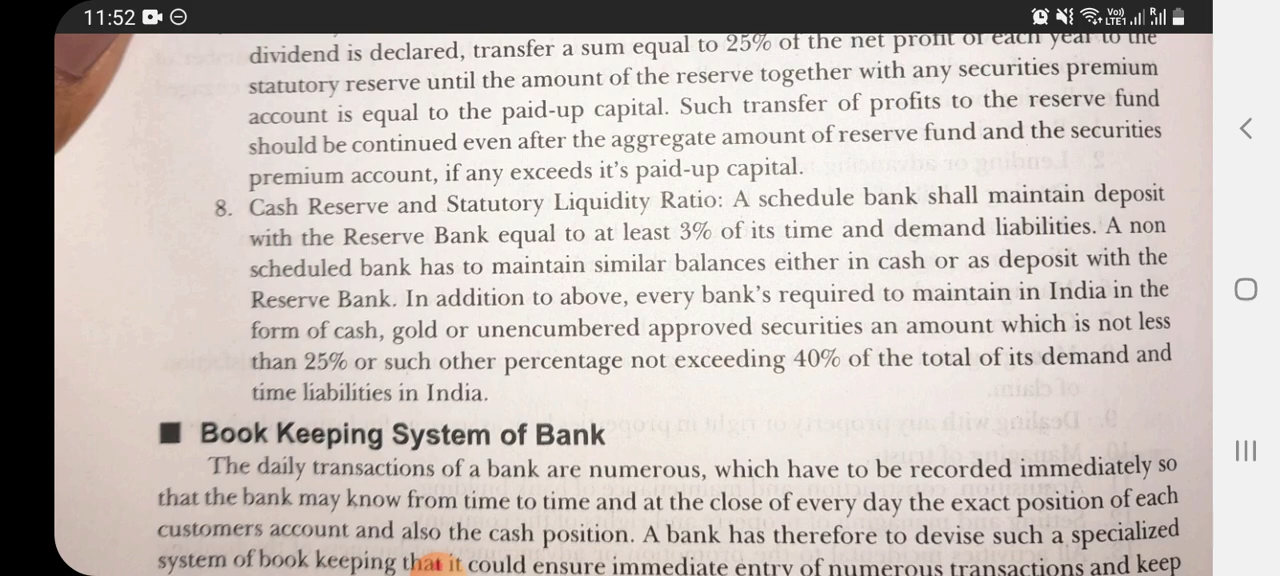 11:52
Vo)) R
LTE1
dividend is declared, transfer a sum equal to 25% of the net profit of each year to the
statutory reserve until the amount of the reserve together with any securities premium
account is equal to the paid-up capital. Such transfer of profits to the reserve fund
should be continued even after the aggregate amount of reserve fund and the securities
premium account, if any exceeds it's paid-up capital.
8. Cash Reserve and Statutory Liquidity Ratio: A schedule bank shall maintain deposit
with the Reserve Bank equal to at least 3% of its time and demand liabilities. A non
scheduled bank has to maintain similar balances either in cash or as deposit with the
Reserve Bank. In addition to above, every bank's required to maintain in India in the
form of cash, gold or unencumbered approved securities an amount which is not less
than 25% or such other percentage not exceeding 40% of the total of its demand and
time liabilities in India.
■ Book Keeping System of Bank
The daily transactions of a bank are numerous, which have to be recorded immediately so
that the bank may know from time to time and at the close of every day the exact position of each
customers account and also the cash position. A bank has therefore to devise such a specialized
system of book keeping that it could ensure immediate entry of numerous transactions and keep